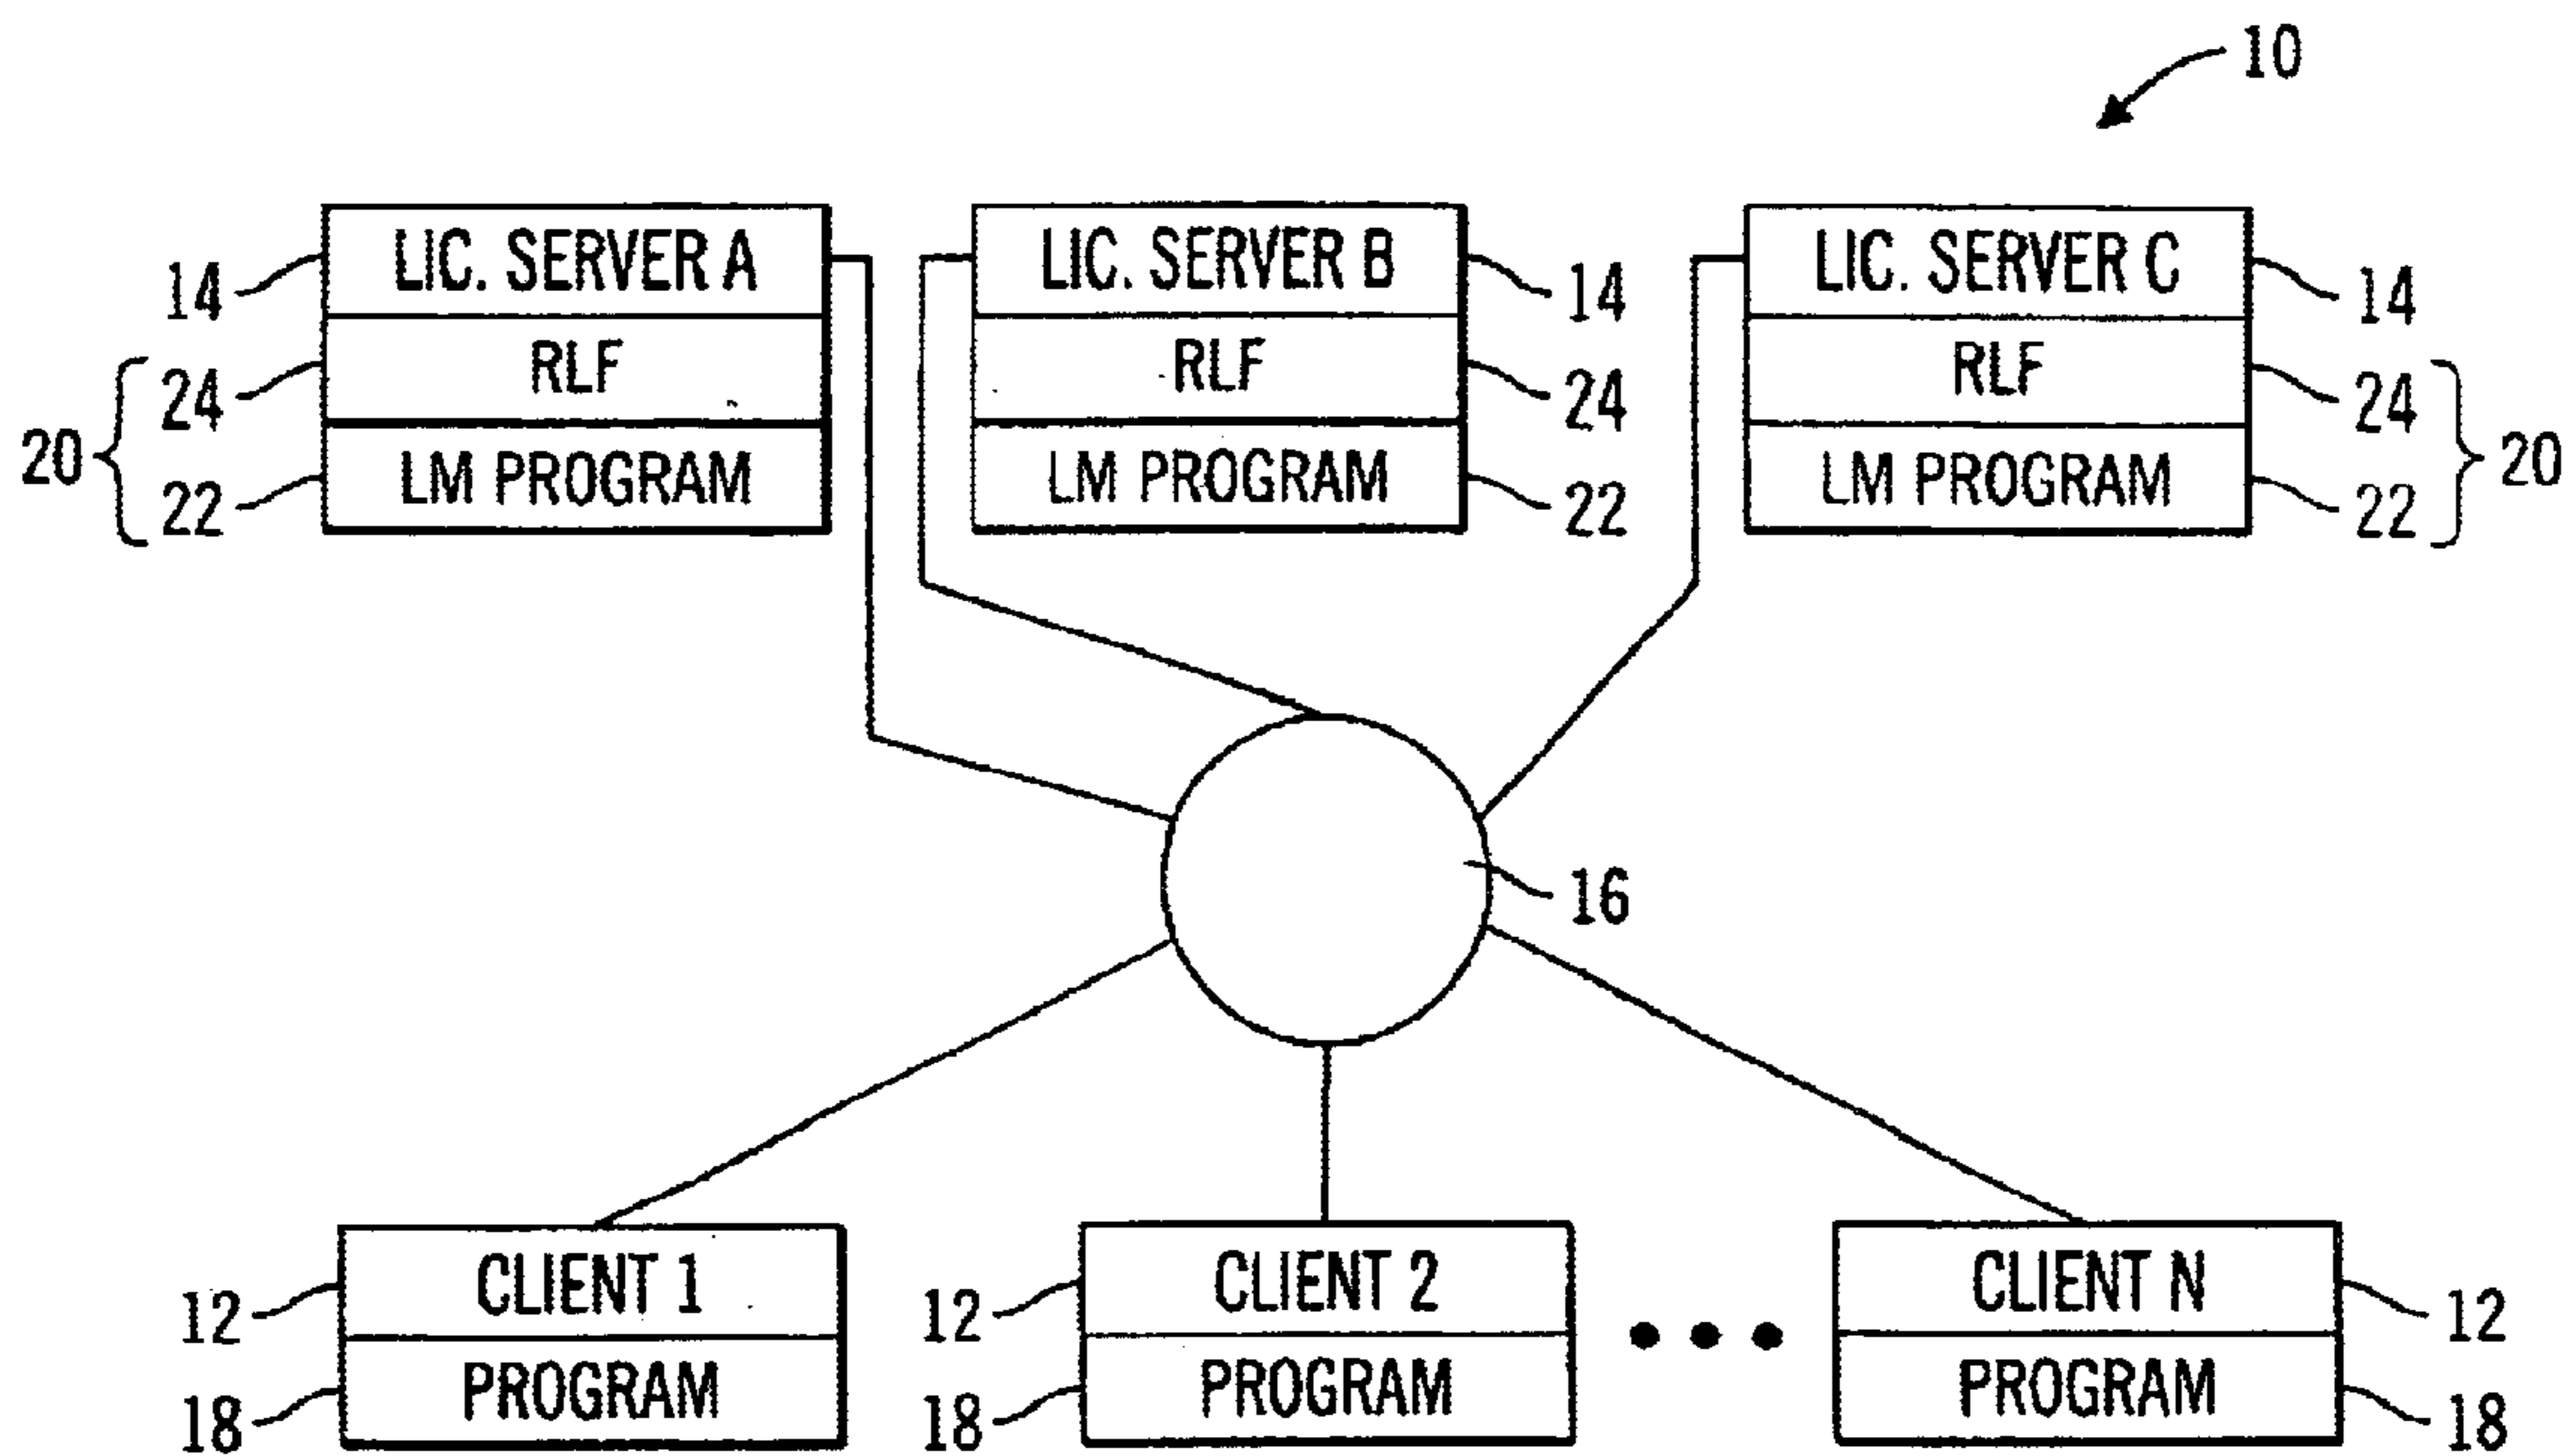 10
LIC. SERVER A
RLF
LM PROGRAM
14
24
22
20
LIC. SERVER B
RLF
LM PROGRAM
14
24
22
LIC. SERVER C
RLF
LM PROGRAM
14
24
22
20
16
CLIENT 1
PROGRAM
12
18
CLIENT 2
PROGRAM
12
18
CLIENT N
PROGRAM
12
18